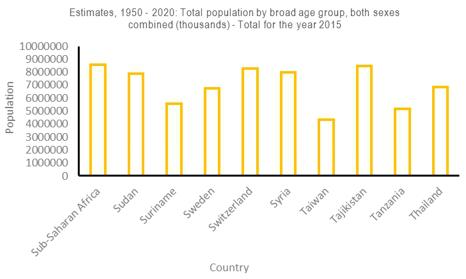 Estimates, 1950 - 2020: Total population by broad age group, both sexes
combined (thousands) - Total for the year 2015
10000000
9000000
8000000
7000000
6000000
5000000
4000000
3000000
2000000
1000000
0
Population
Sub-Saharan Africa
Sudan
Suriname
Sweden
Switzerland
Syria
Taiwan
Tajikistan
Tanzania
Thailand
Country